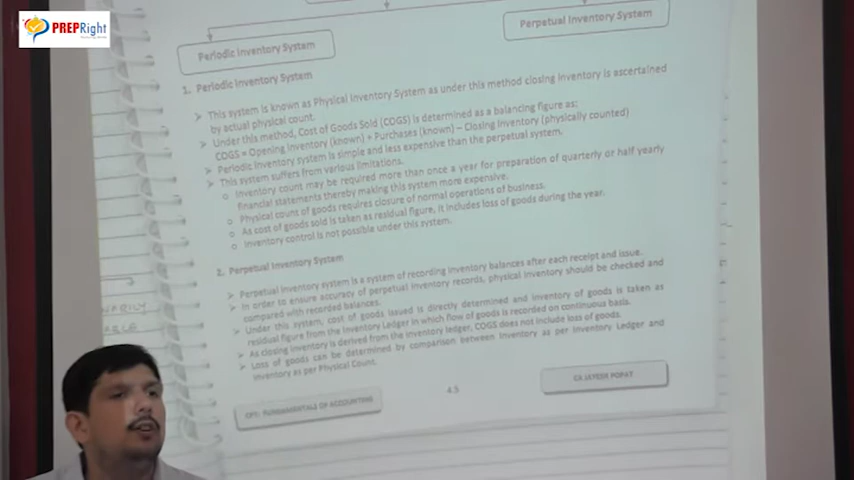 PREPRight
Periodic Inventory System
Perpetual Inventory System
1. Periodic Inventory System
➢ This system is known as Physical Inventory System as under this method closing inventory is ascertained
by actual physical count.
➢ Under this method, Cost of Goods Sold (COGS) is determined as a balancing figure as:
COGS = Opening Inventory (known) + Purchases (known) – Closing Inventory (physically counted)
➢ Periodic inventory system is simple and less expensive than the perpetual system.
➢ This system suffers from various limitations.
o Inventory count may be required more than once a year for preparation of quarterly or half yearly
financial statements thereby making this system more expensive.
o Physical count of goods requires closure of normal operations of business.
o As cost of goods sold is taken as residual figure, it includes loss of goods during the year.
o Inventory control is not possible under this system.
2. Perpetual Inventory System
➢ Perpetual inventory system is a system of recording inventory balances after each receipt and issue.
➢ In order to ensure accuracy of perpetual inventory records, physical inventory should be checked and
compared with recorded balances.
➢ Under this system, cost of goods issued is directly determined and inventory of goods is taken as
residual figure from the Inventory Ledger in which flow of goods is recorded on continuous basis.
➢ As closing inventory is derived from the inventory ledger, COGS does not include loss of goods.
➢ Loss of goods can be determined by comparison between inventory as per Inventory Ledger and
inventory as per Physical Count.
CPT: FUNDAMENTALS OF ACCOUNTING
4.5
CA JAYESH POPAT